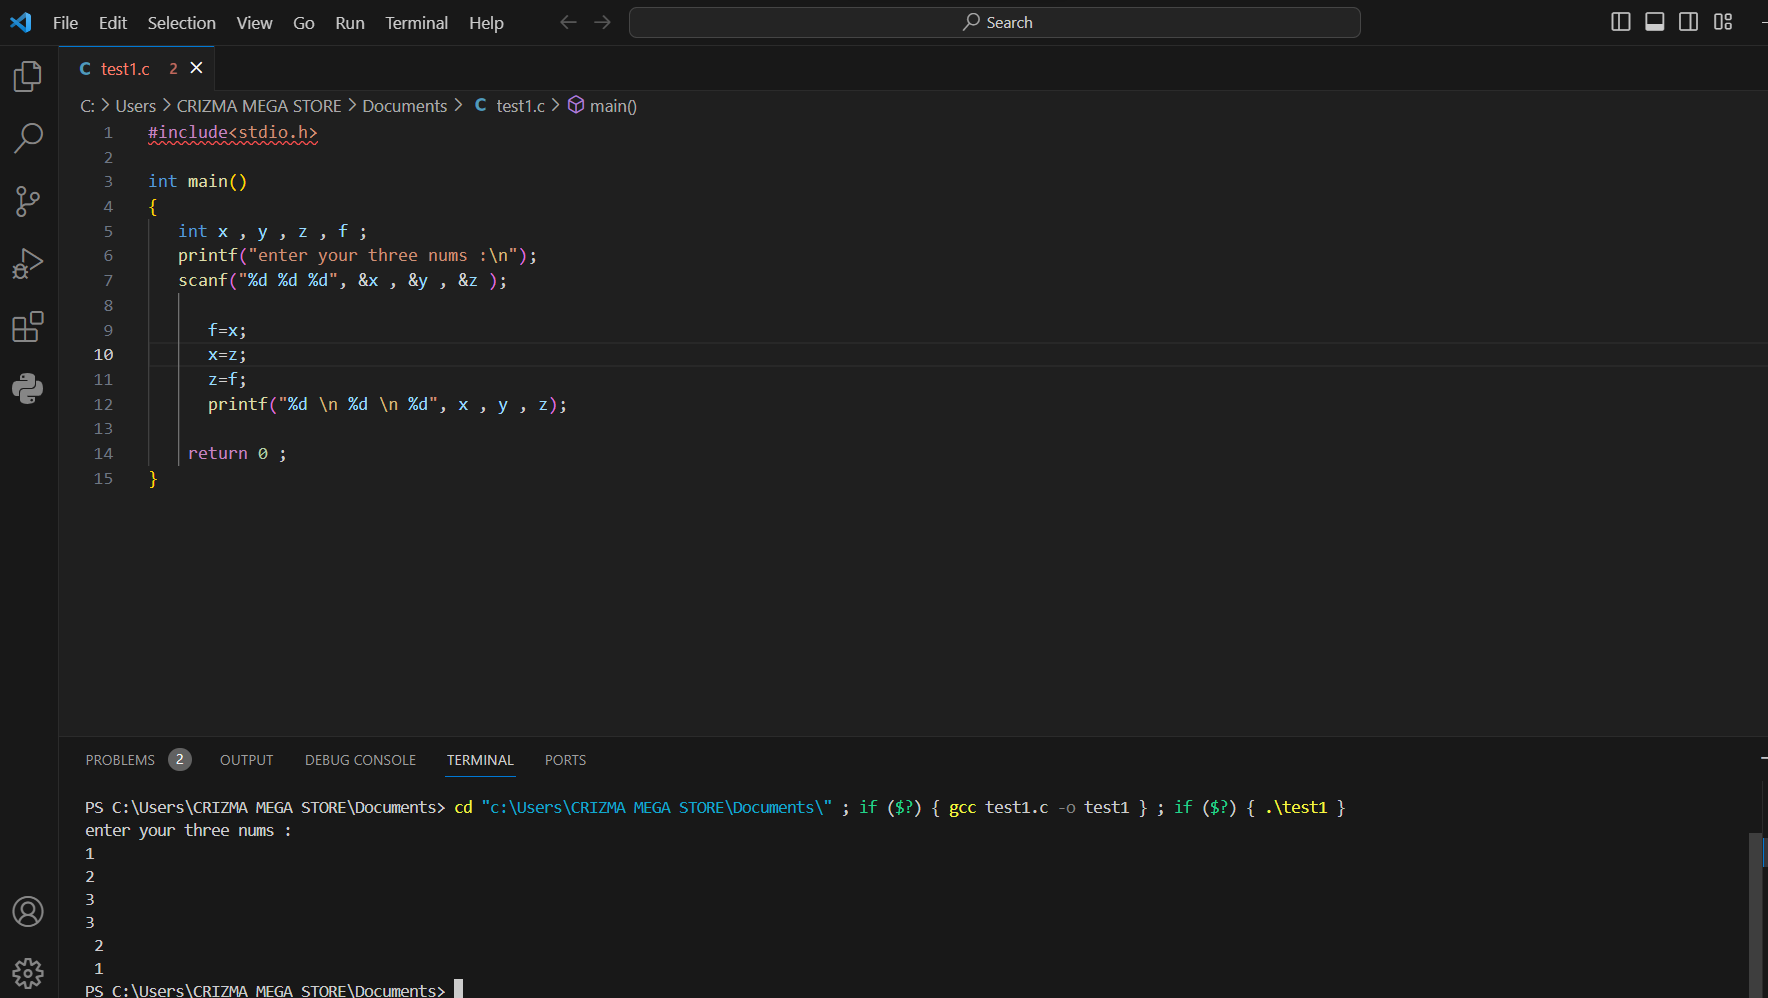 File Edit Selection View Go Run Terminal Help Search
C test1.c 2
C: > Users > CRIZMA MEGA STORE > Documents > C test1.c > main()
1 #include<stdio.h>
2
3 int main()
4 {
5 int x , y , z , f ;
6 printf("enter your three nums :\n");
7 scanf("%d %d %d", &x , &y , &z );
8
9 f=x;
10 x=z;
11 z=f;
12 printf("%d \n %d \n %d", x , y , z);
13
14 return 0 ;
15 }
PROBLEMS 2 OUTPUT DEBUG CONSOLE TERMINAL PORTS
PS C:\Users\CRIZMA MEGA STORE\Documents> cd "c:\Users\CRIZMA MEGA STORE\Documents\" ; if ($?) { gcc test1.c -o test1 } ; if ($?) { .\test1 }
enter your three nums :
1
2
3
3
2
1
PS C:\Users\CRIZMA MEGA STORE\Documents>